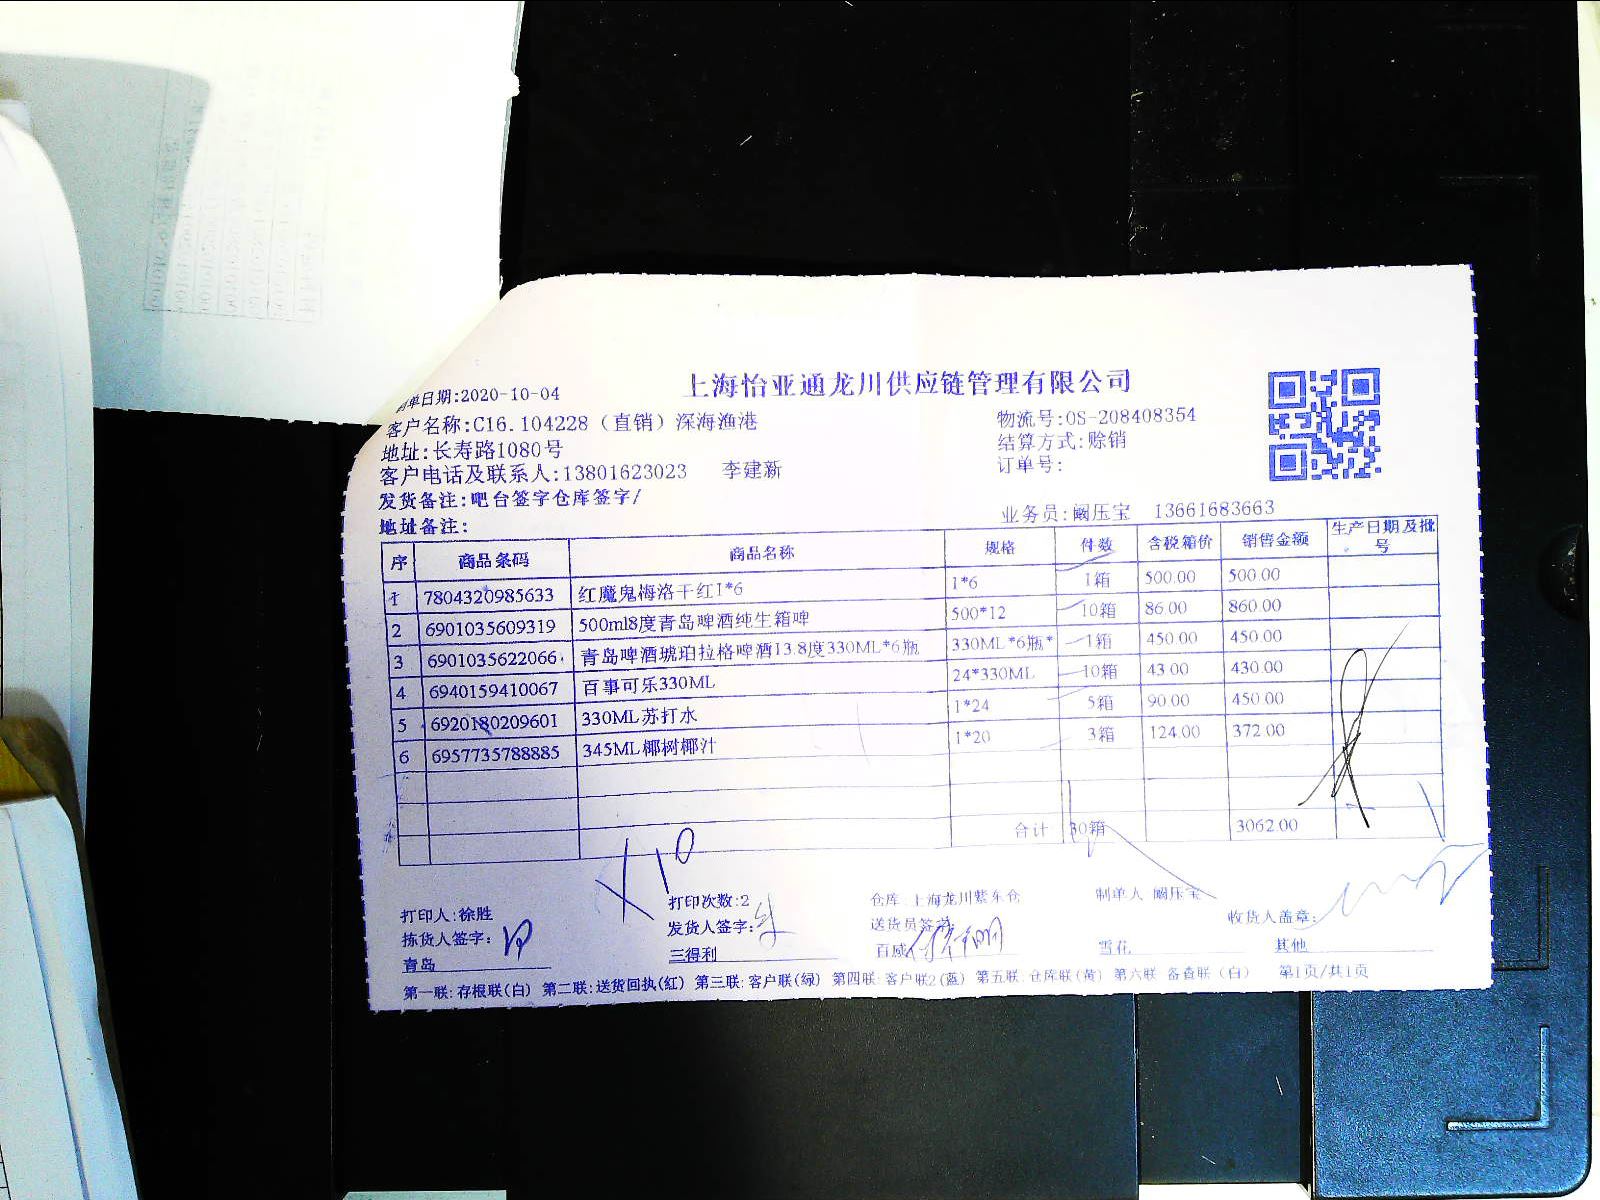 上海怡亚通龙川供应链管理有限公司
制单日期:2020-10-04
客户名称:C16.104228（直销）深海渔港 物流号:OS-208408354
地址:长寿路1080号 结算方式:赊销
客户电话及联系人:13801623023 李建新 订单号:
发货备注:吧台签字仓库签字/
地址备注: 业务员:阚压宝 13661683663
序 商品条码 商品名称 规格 件数 含税箱价 销售金额 生产日期及批号
1 7804320985633 红魔鬼梅洛干红1*6 1*6 1箱 500.00 500.00
2 6901035609319 500ml8度青岛啤酒纯生箱啤 500*12 10箱 86.00 860.00
3 6901035622066 青岛啤酒琥珀拉格啤酒13.8度330ML*6瓶 330ML*6瓶* 1箱 450.00 450.00
4 6940159410067 百事可乐330ML 24*330ML 10箱 43.00 430.00
5 6920180209601 330ML苏打水 1*24 5箱 90.00 450.00
6 6957735788885 345ML椰树椰汁 1*20 3箱 124.00 372.00
合计 30箱 3062.00
打印人:徐胜 打印次数:2 仓库:上海龙川紫东仓 制单人 阚压宝
拣货人签字: 发货人签字: 送货员签 收货人盖章:
青岛 三得利 百威 雪花 其他
第一联:存根联(白) 第二联:送货回执(红) 第三联:客户联(绿) 第四联:客户联2(蓝) 第五联:仓库联(黄) 第六联 备查联（白） 第1页/共1页